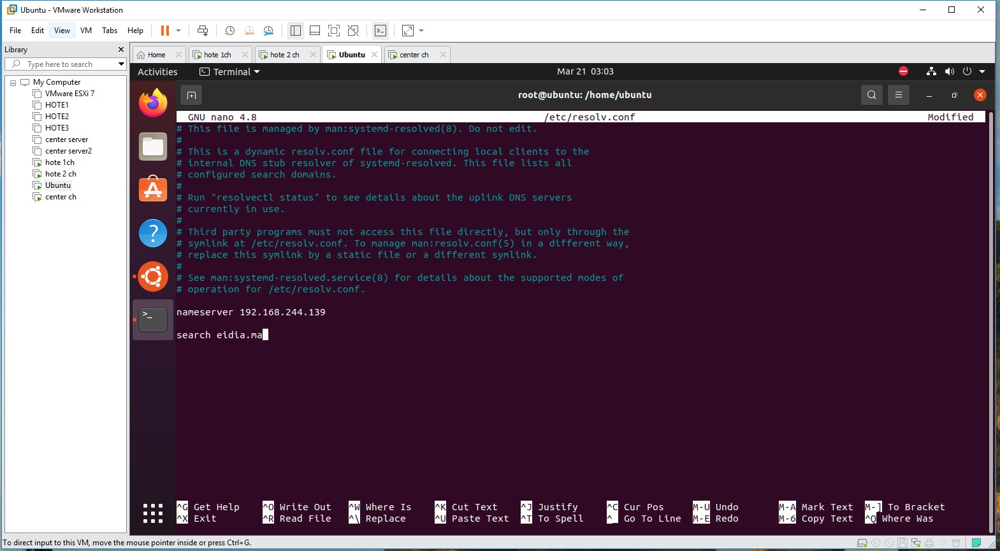 Ubuntu - VMware Workstation
File Edit View VM Tabs Help
Library
Type here to search
My Computer
VMware ESXi 7
HOTE1
HOTE2
HOTE3
center server
center server2
hote 1ch
hote 2 ch
Ubuntu
center ch
Home hote 1ch hote 2 ch Ubuntu center ch
Activities Terminal Mar 21 03:03
root@ubuntu: /home/ubuntu
GNU nano 4.8 /etc/resolv.conf Modified
# This file is managed by man:systemd-resolved(8). Do not edit.
#
# This is a dynamic resolv.conf file for connecting local clients to the
# internal DNS stub resolver of systemd-resolved. This file lists all
# configured search domains.
#
# Run "resolvectl status" to see details about the uplink DNS servers
# currently in use.
#
# Third party programs must not access this file directly, but only through the
# symlink at /etc/resolv.conf. To manage man:resolv.conf(5) in a different way,
# replace this symlink by a static file or a different symlink.
#
# See man:systemd-resolved.service(8) for details about the supported modes of
# operation for /etc/resolv.conf.
nameserver 192.168.244.139
search eidia.ma
^G Get Help ^O Write Out ^W Where Is ^K Cut Text ^J Justify ^C Cur Pos M-U Undo M-A Mark Text M-] To Bracket
^X Exit ^R Read File ^\ Replace ^U Paste Text ^T To Spell ^_ Go To Line M-E Redo M-6 Copy Text ^Q Where Was
To direct input to this VM, move the mouse pointer inside or press Ctrl+G.